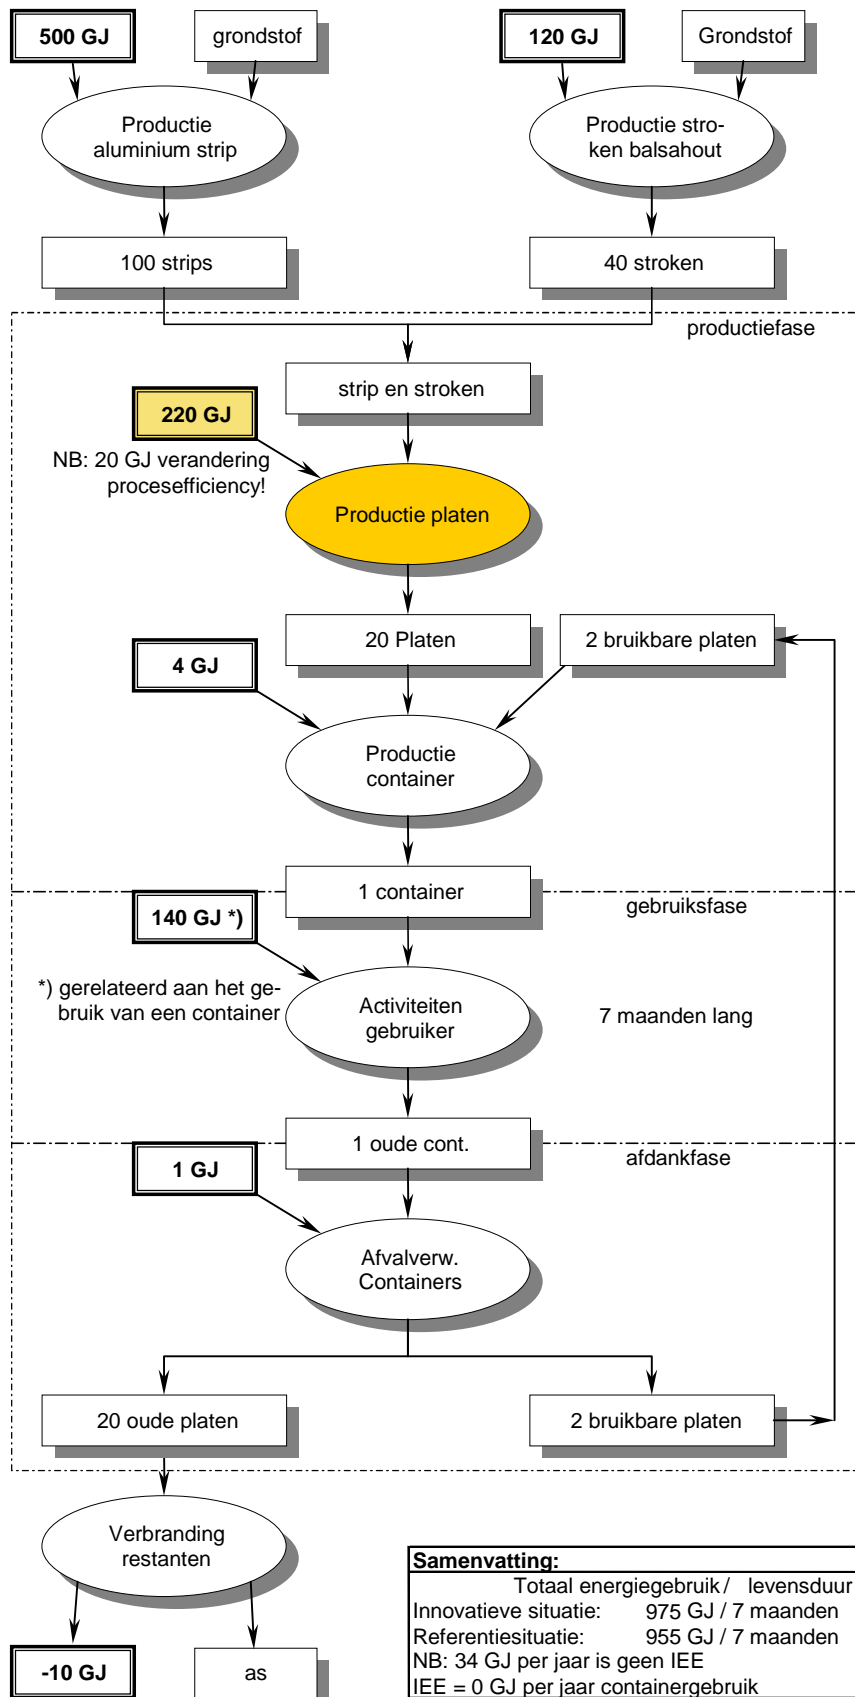 500 GJ
grondstof
120 GJ
Grondstof
Productie
aluminium strip
Productie stro-
ken balsahout
100 strips
40 stroken
productiefase
strip en stroken
220 GJ
NB: 20 GJ verandering
procesefficiency!
Productie platen
20 Platen
2 bruikbare platen
4 GJ
Productie
container
1 container
gebruiksfase
140 GJ *)
*) gerelateerd aan het ge-
bruik van een container
Activiteiten
gebruiker
7 maanden lang
1 oude cont.
afdankfase
1 GJ
Afvalverw.
Containers
20 oude platen
2 bruikbare platen
Verbranding
restanten
-10 GJ
as
Samenvatting:
Totaal energiegebruik / levensduur
Innovatieve situatie: 975 GJ / 7 maanden
Referentiesituatie: 955 GJ / 7 maanden
NB: 34 GJ per jaar is geen IEE
IEE = 0 GJ per jaar containergebruik